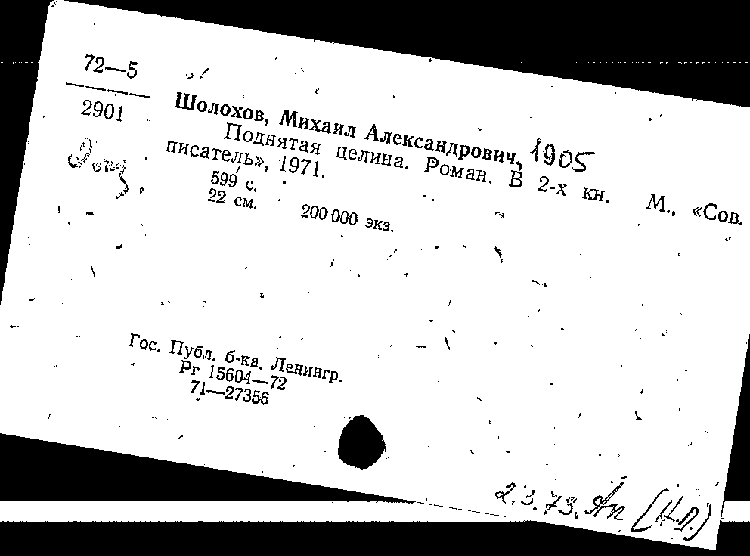 72—5
2901
Шолохов, Михаил Александрович, 1905
Поднятая целина. Роман. В 2-х кн. М., «Сов.
писатель», 1971.
599 с.
22 см. 200 000 экз.
Гос. Публ. б-ка. Ленингр.
Рг 15604—72
71—27356
2.3.73.